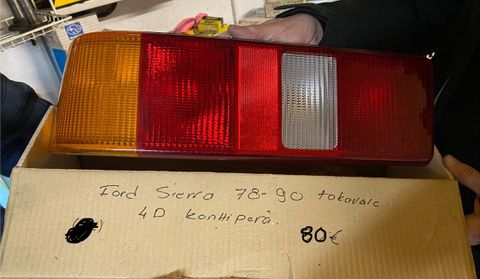 Ford Sierra 78-90 takavalo
4D konttiperä.
80€